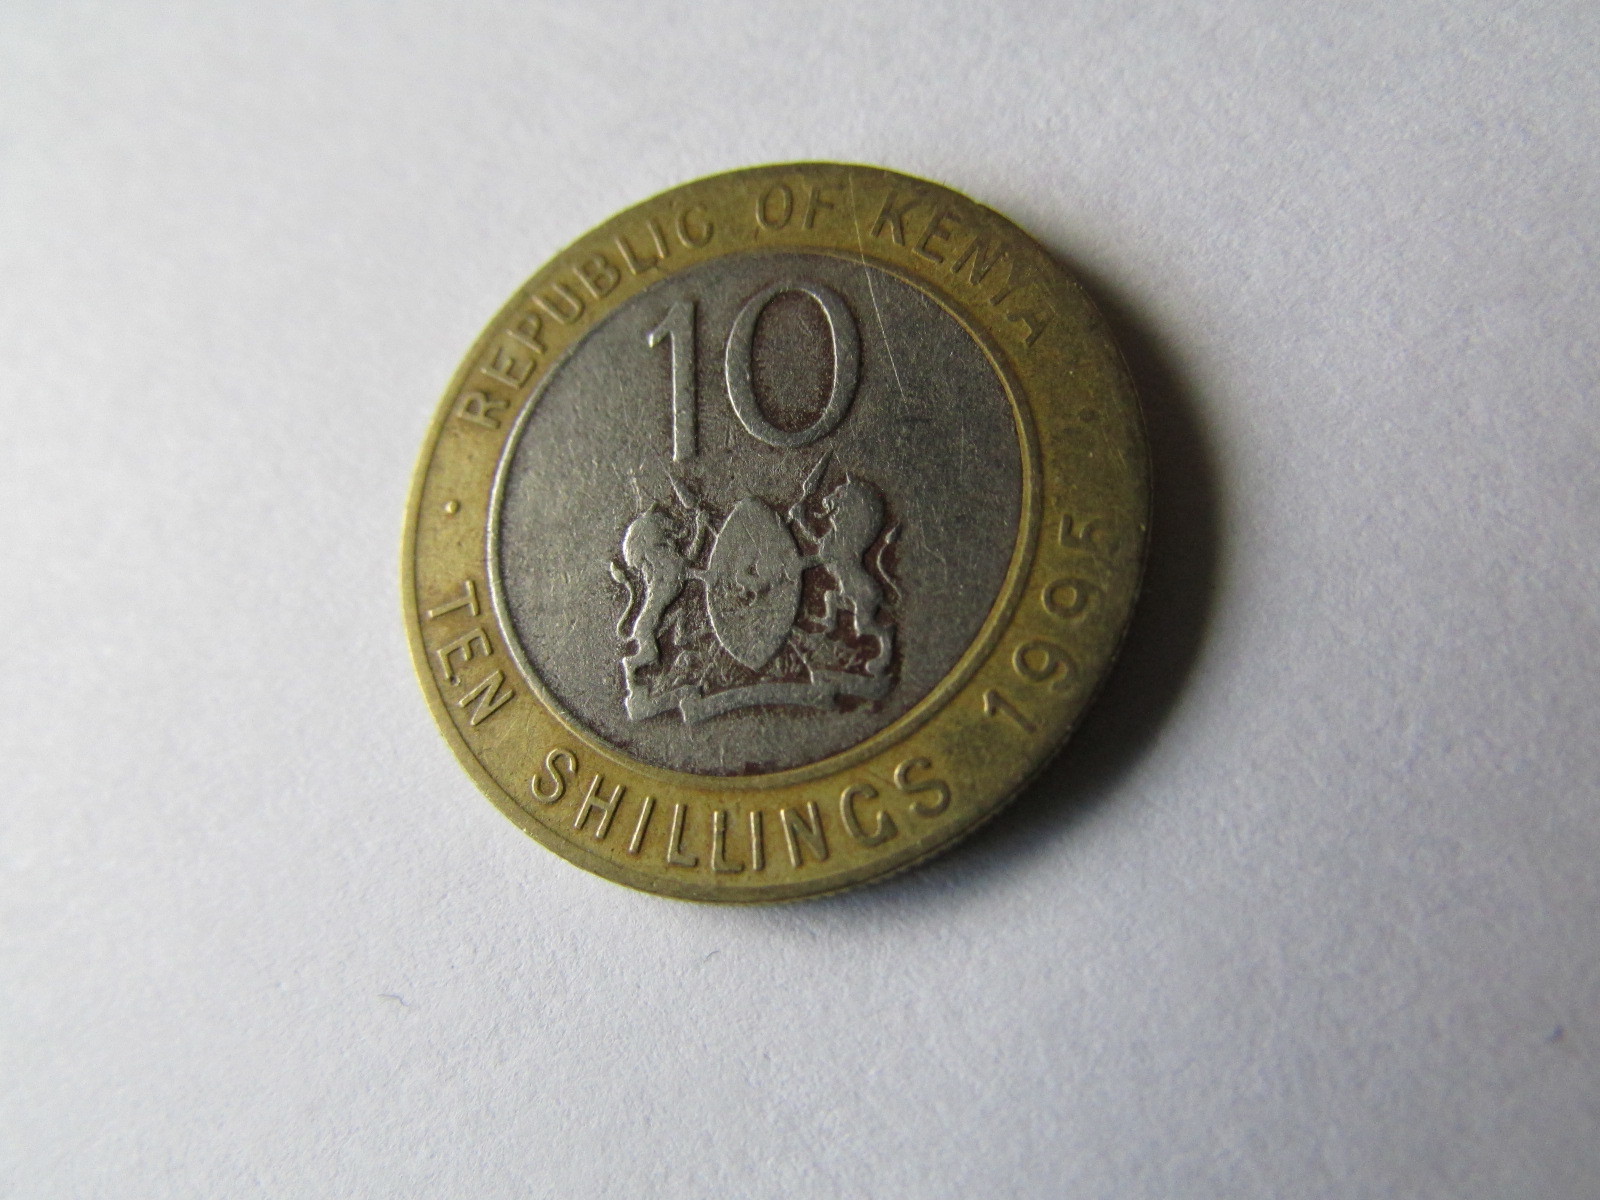 REPUBLIC OF KENYA
10
TEN SHILLINGS 1995